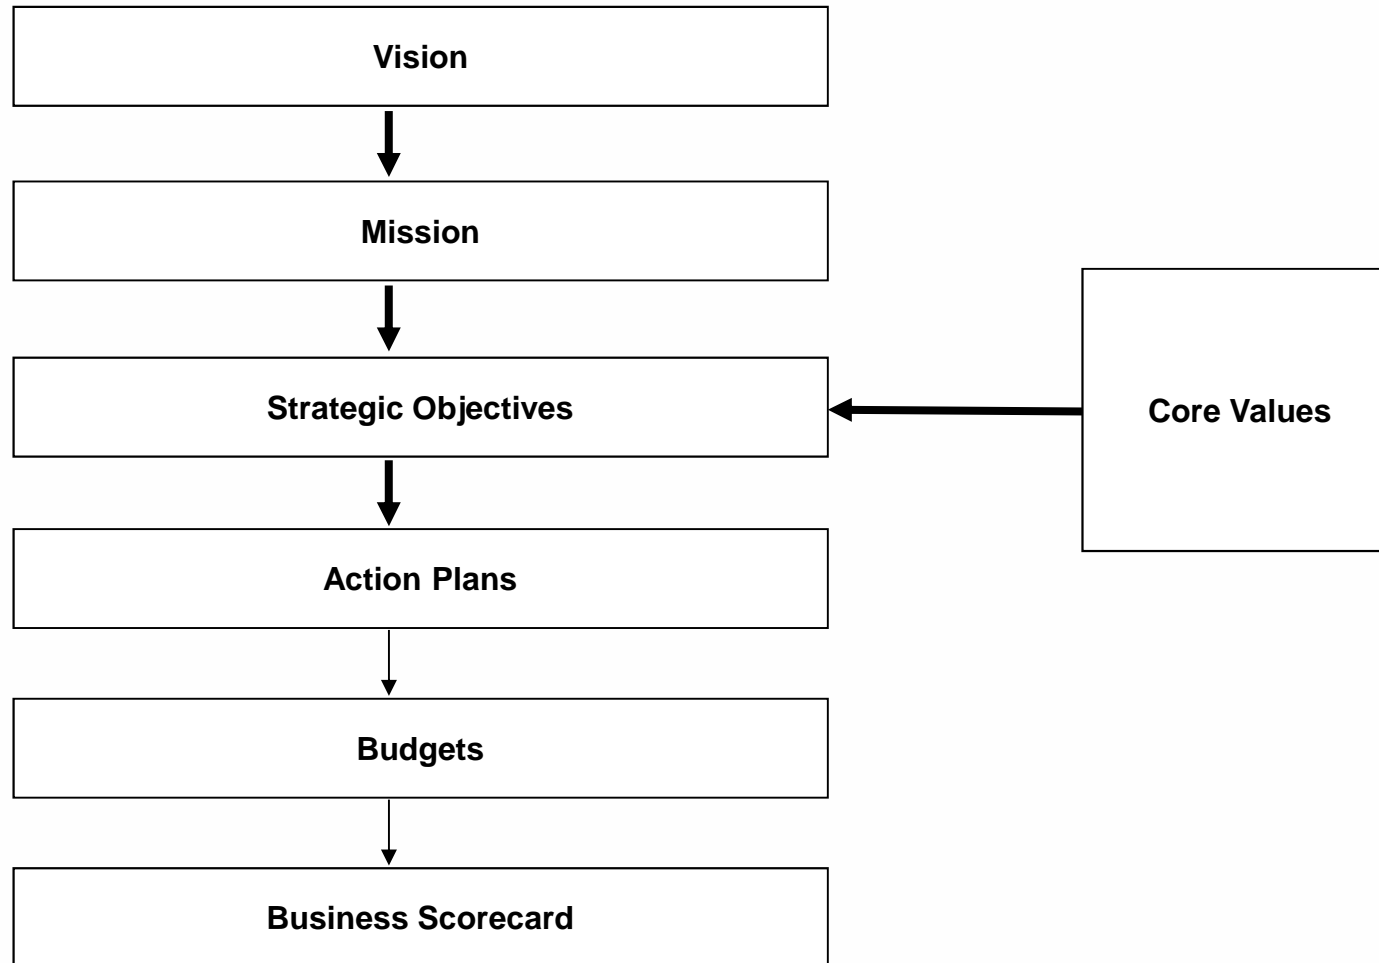 Vision
Mission
Strategic Objectives
Core Values
Action Plans
Budgets
Business Scorecard